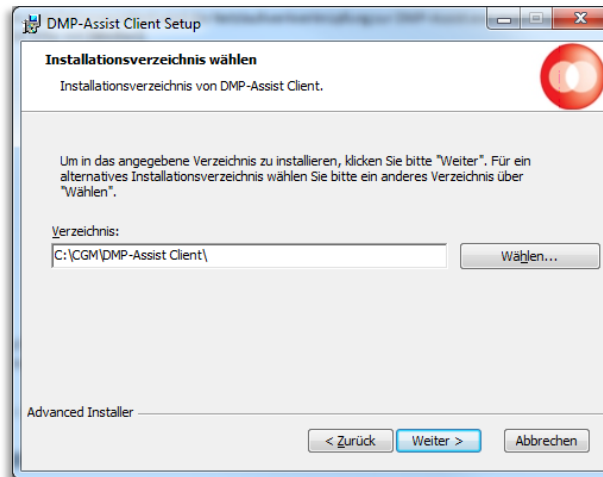 DMP-Assist Client Setup
Installationsverzeichnis wählen
Installationsverzeichnis von DMP-Assist Client.
Um in das angegebene Verzeichnis zu installieren, klicken Sie bitte "Weiter". Für ein
alternatives Installationsverzeichnis wählen Sie bitte ein anderes Verzeichnis über
"Wählen".
Verzeichnis:
C:\CGM\DMP-Assist Client\
Wählen...
Advanced Installer
< Zurück
Weiter >
Abbrechen